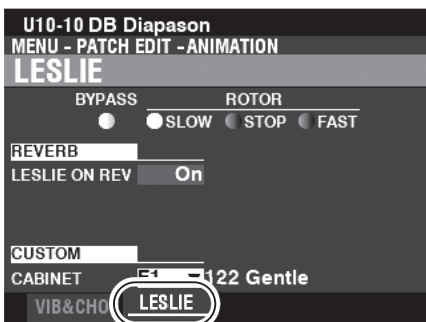 U10-10 DB Diapason
MENU - PATCH EDIT - ANIMATION
LESLIE
BYPASS ROTOR
SLOW STOP FAST
REVERB
LESLIE ON REV On
CUSTOM
CABINET F1 122 Gentle
VIB&CHO LESLIE